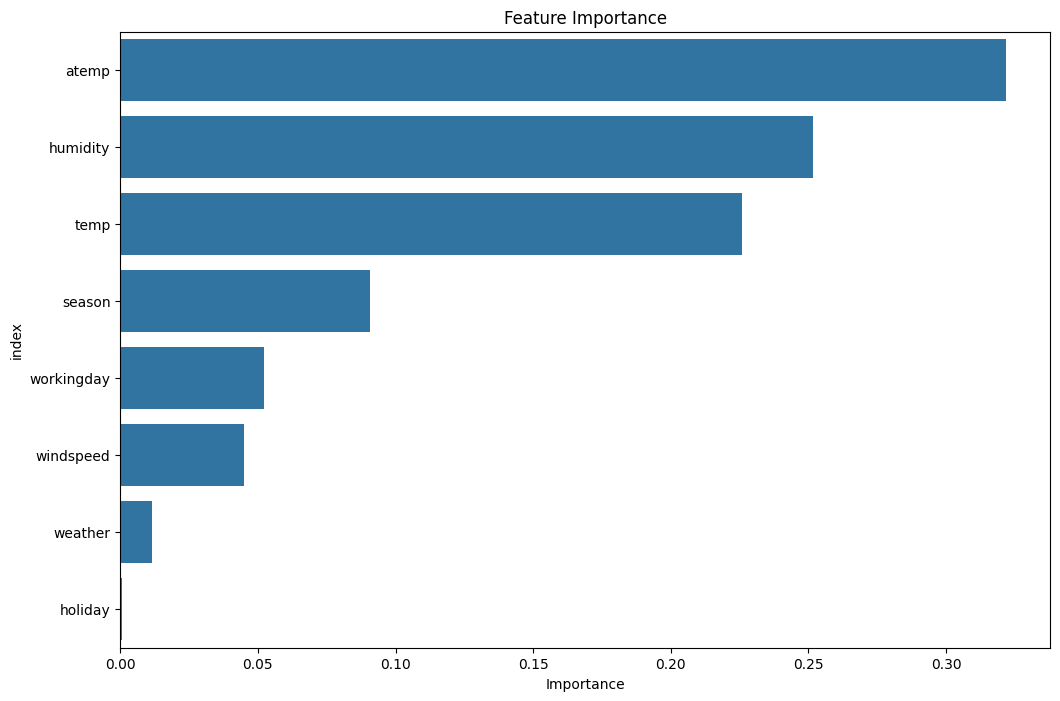 Feature Importance
atemp
humidity
temp
season
workingday
windspeed
weather
holiday
index
0.00 0.05 0.10 0.15 0.20 0.25 0.30
Importance